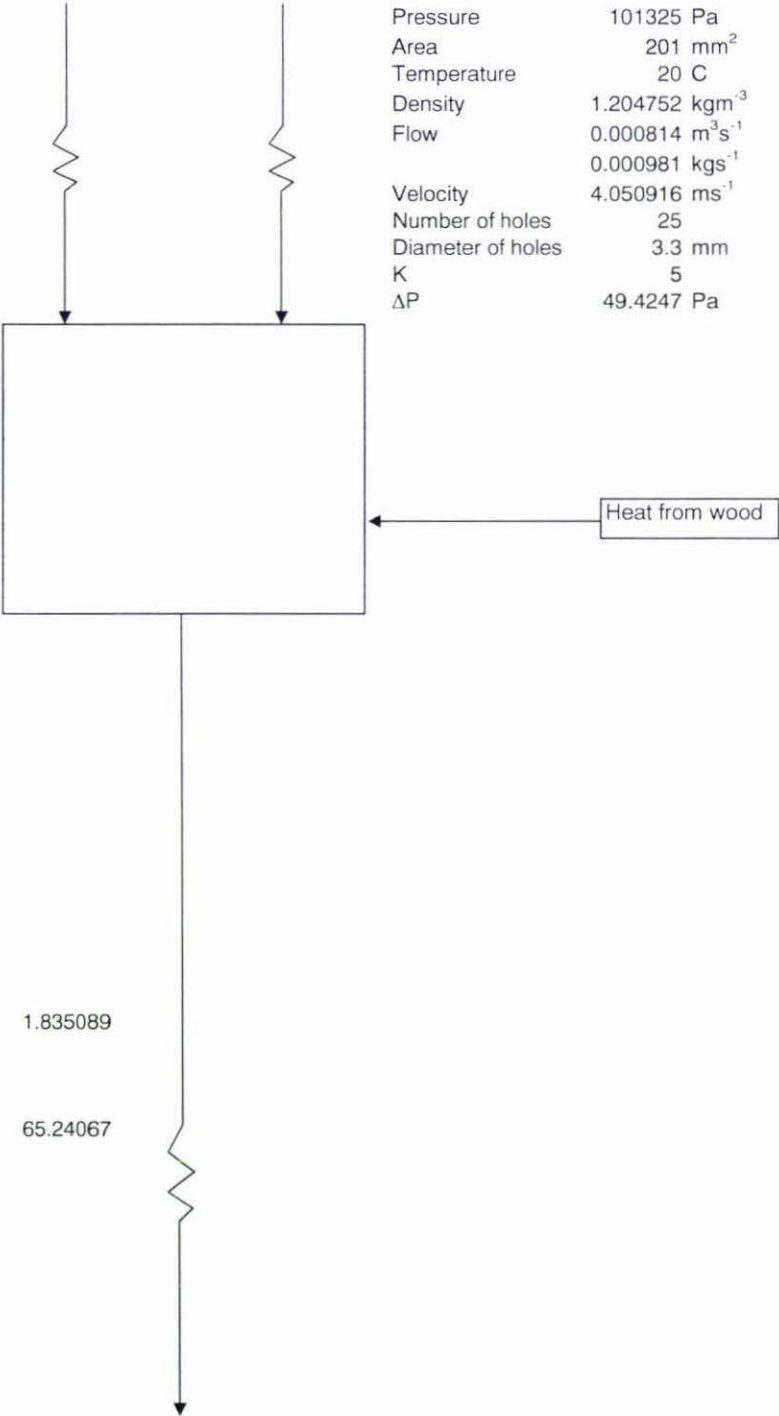 Pressure 101325 Pa
Area 201 mm²
Temperature 20 C
Density 1.204752 kgm⁻³
Flow 0.000814 m³s⁻¹
0.000981 kgs⁻¹
Velocity 4.050916 ms⁻¹
Number of holes 25
Diameter of holes 3.3 mm
K 5
ΔP 49.4247 Pa
Heat from wood
1.835089
65.24067